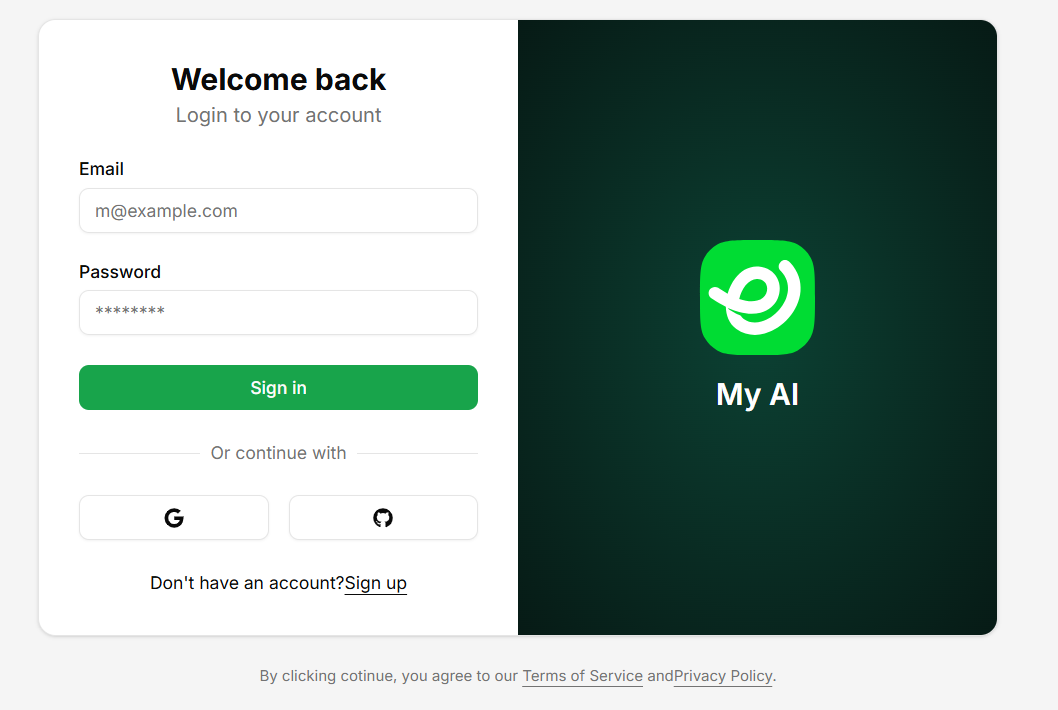 Welcome back
Login to your account
Email
m@example.com
Password
********
Sign in
Or continue with
Don't have an account?Sign up
My AI
By clicking cotinue, you agree to our Terms of Service andPrivacy Policy.